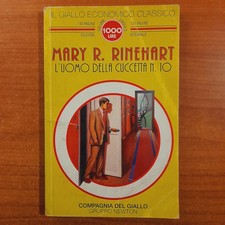 IL GIALLO ECONOMICO CLASSICO
1000
LIRE
MARY R. RINEHART
L'UOMO DELLA CUCCETTA N. 10
COMPAGNIA DEL GIALLO
GRUPPO NEWTON